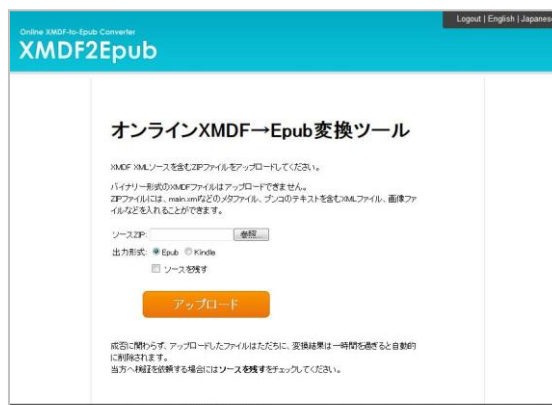 Logout | English | Japanese
Online XMDF-to-Epub Converter
XMDF2Epub
オンラインXMDF→Epub変換ツール
XMDF XMLソースを含むZIPファイルをアップロードしてください。
バイナリー形式のXMDFファイルはアップロードできません。
ZIPファイルには、main.xmlなどのメタファイル、ブンコのテキストを含むXMLファイル、画像ファ
イルなどを入れることができます。
ソースZIP: 参照...
出力形式: Epub Kindle
ソースを残す
アップロード
成否に関わらず、アップロードしたファイルはただちに、変換結果は一時間を過ぎると自動的
に削除されます。
当方へ検証を依頼する場合にはソースを残すをチェックしてください。